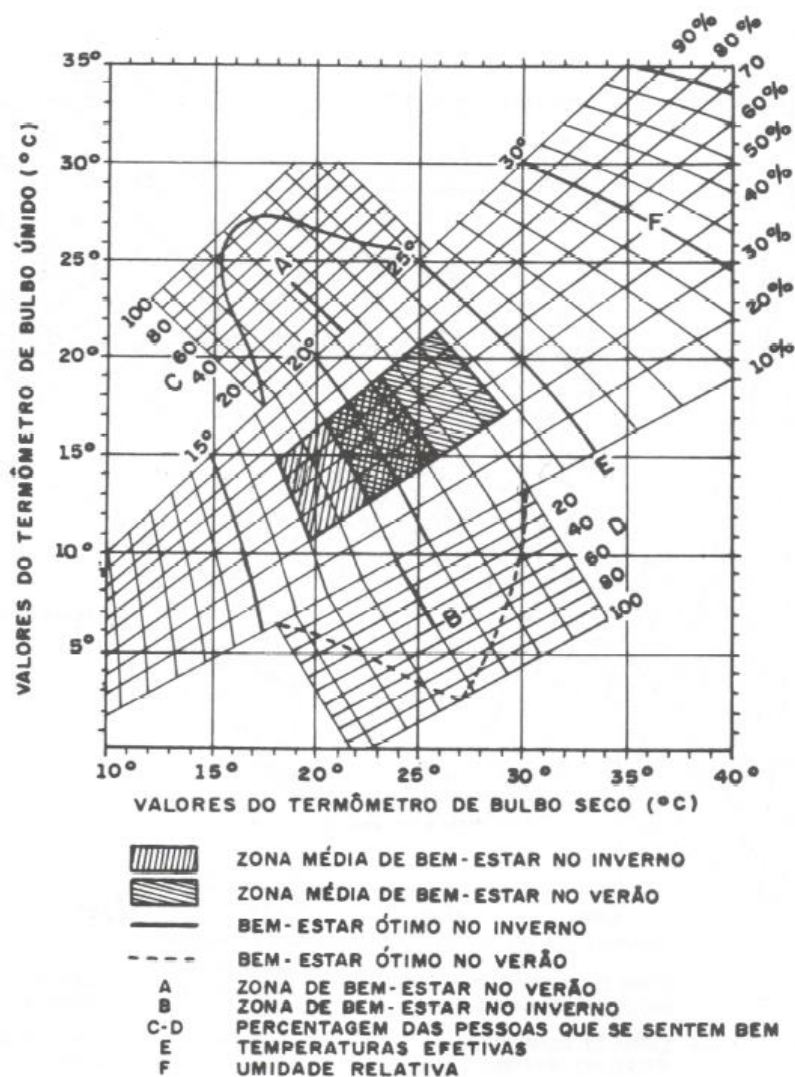 90% 80%
35° 70
60%
50%
30° 30° 40%
F
30%
25° A 25°
100 20%
80
60 10%
20° C 40 20°
20
15° 15° E
20
40
10° 60 D
80
B 100
5°
10° 15° 20° 25° 30° 35° 40°
VALORES DO TERMÔMETRO DE BULBO ÚMIDO (°C)
VALORES DO TERMÔMETRO DE BULBO SECO (°C)
ZONA MÉDIA DE BEM-ESTAR NO INVERNO
ZONA MÉDIA DE BEM-ESTAR NO VERÃO
BEM-ESTAR ÓTIMO NO INVERNO
BEM-ESTAR ÓTIMO NO VERÃO
A ZONA DE BEM-ESTAR NO VERÃO
B ZONA DE BEM-ESTAR NO INVERNO
C-D PERCENTAGEM DAS PESSOAS QUE SE SENTEM BEM
E TEMPERATURAS EFETIVAS
F UMIDADE RELATIVA